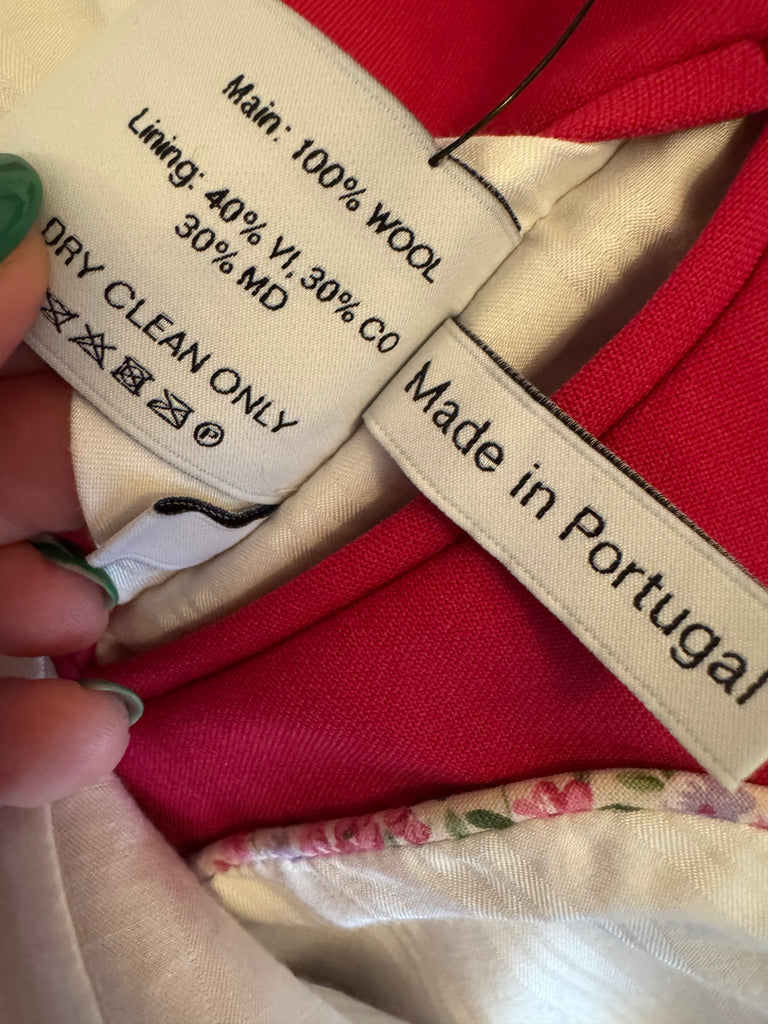 Main: 100% WOOL
Lining: 40% VI, 30% CO
30% MD
DRY CLEAN ONLY
P
Made in Portugal